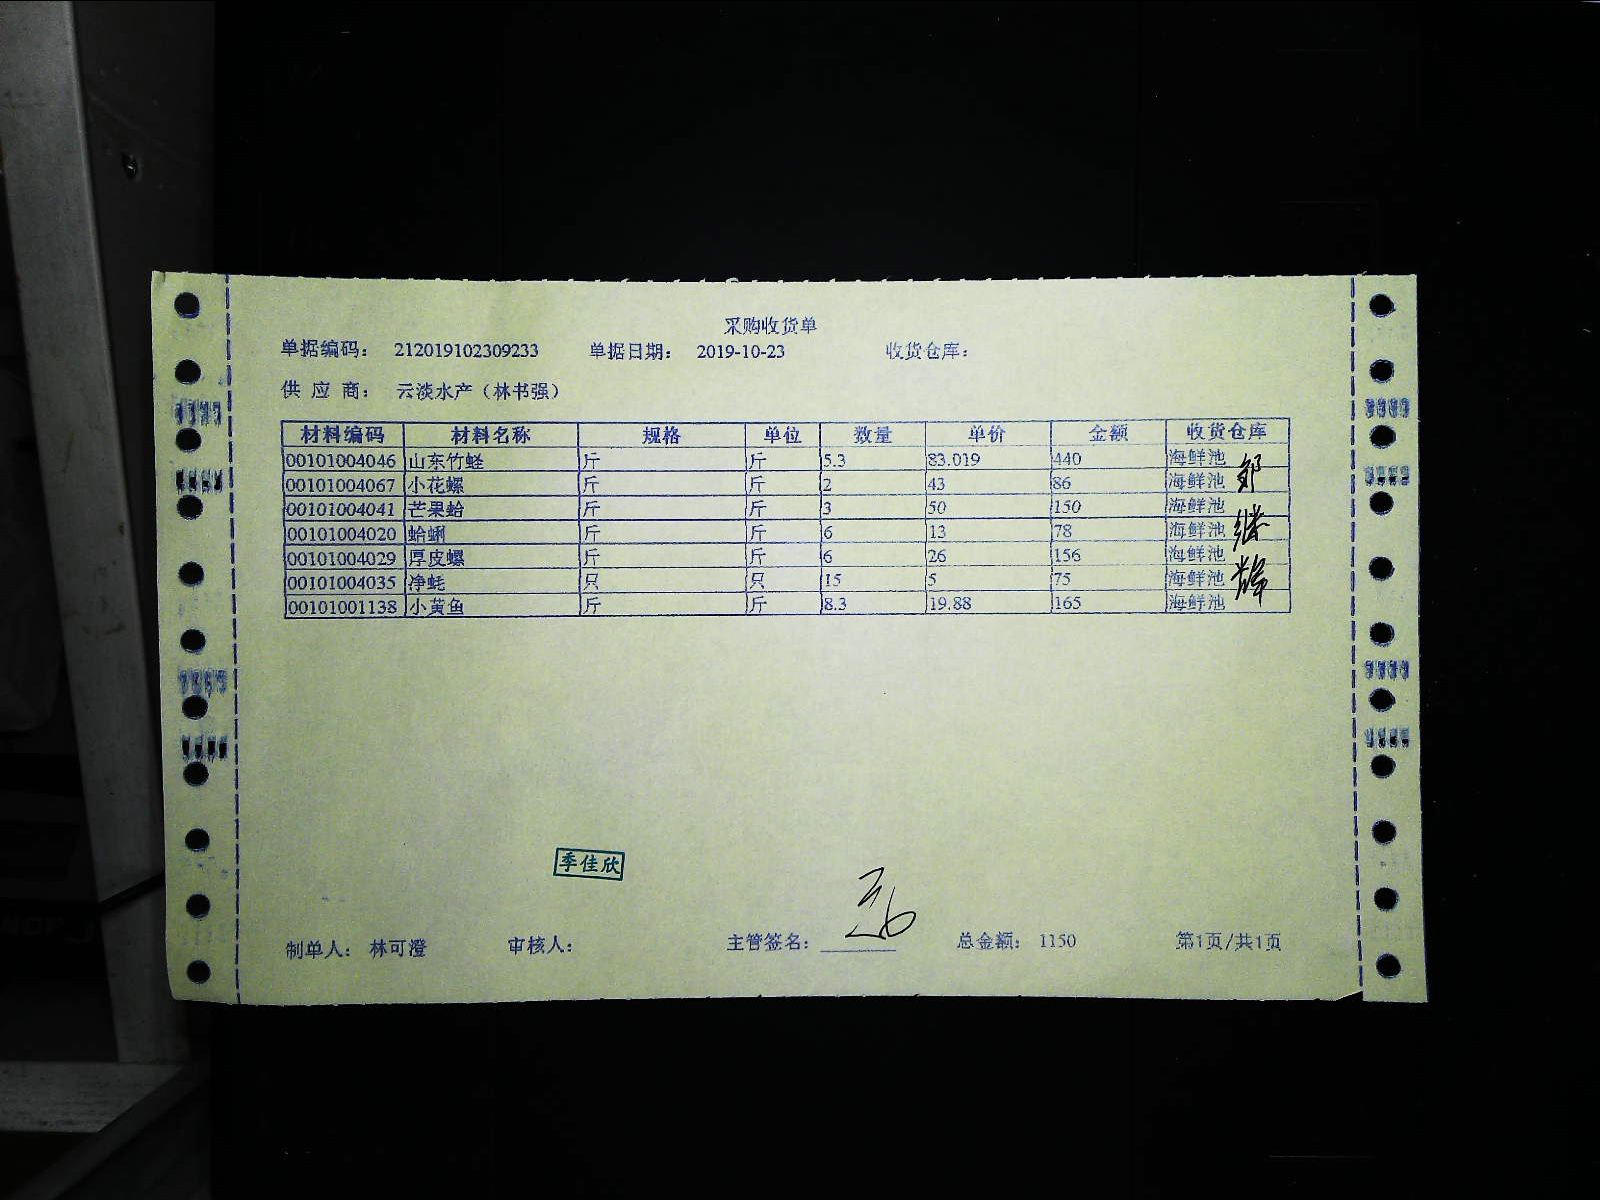 采购收货单
单据编码: 212019102309233 单据日期: 2019-10-23 收货仓库:
供应商: 云淡水产（林书强）
材料编码 材料名称 规格 单位 数量 单价 金额 收货仓库
00101004046 山东竹蛏 斤 斤 5.3 83.019 440 海鲜池
00101004067 小花螺 斤 斤 2 43 86 海鲜池
00101004041 芒果蛤 斤 斤 3 50 150 海鲜池
00101004020 蛤蜊 斤 斤 6 13 78 海鲜池
00101004029 厚皮螺 斤 斤 6 26 156 海鲜池
00101004035 净蚝 只 只 15 5 75 海鲜池
00101001138 小黄鱼 斤 斤 8.3 19.88 165 海鲜池
季佳欣
制单人: 林可澄 审核人: 主管签名: 总金额: 1150 第1页/共1页